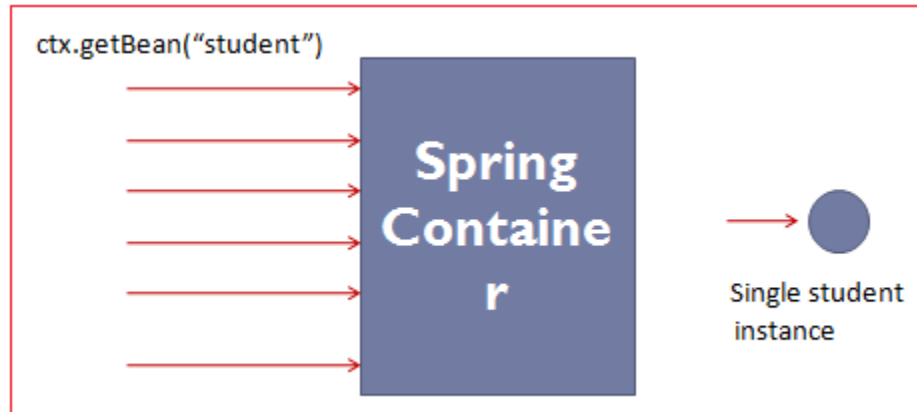 ctx.getBean(“student”)
Spring
Containe
r
Single student
instance